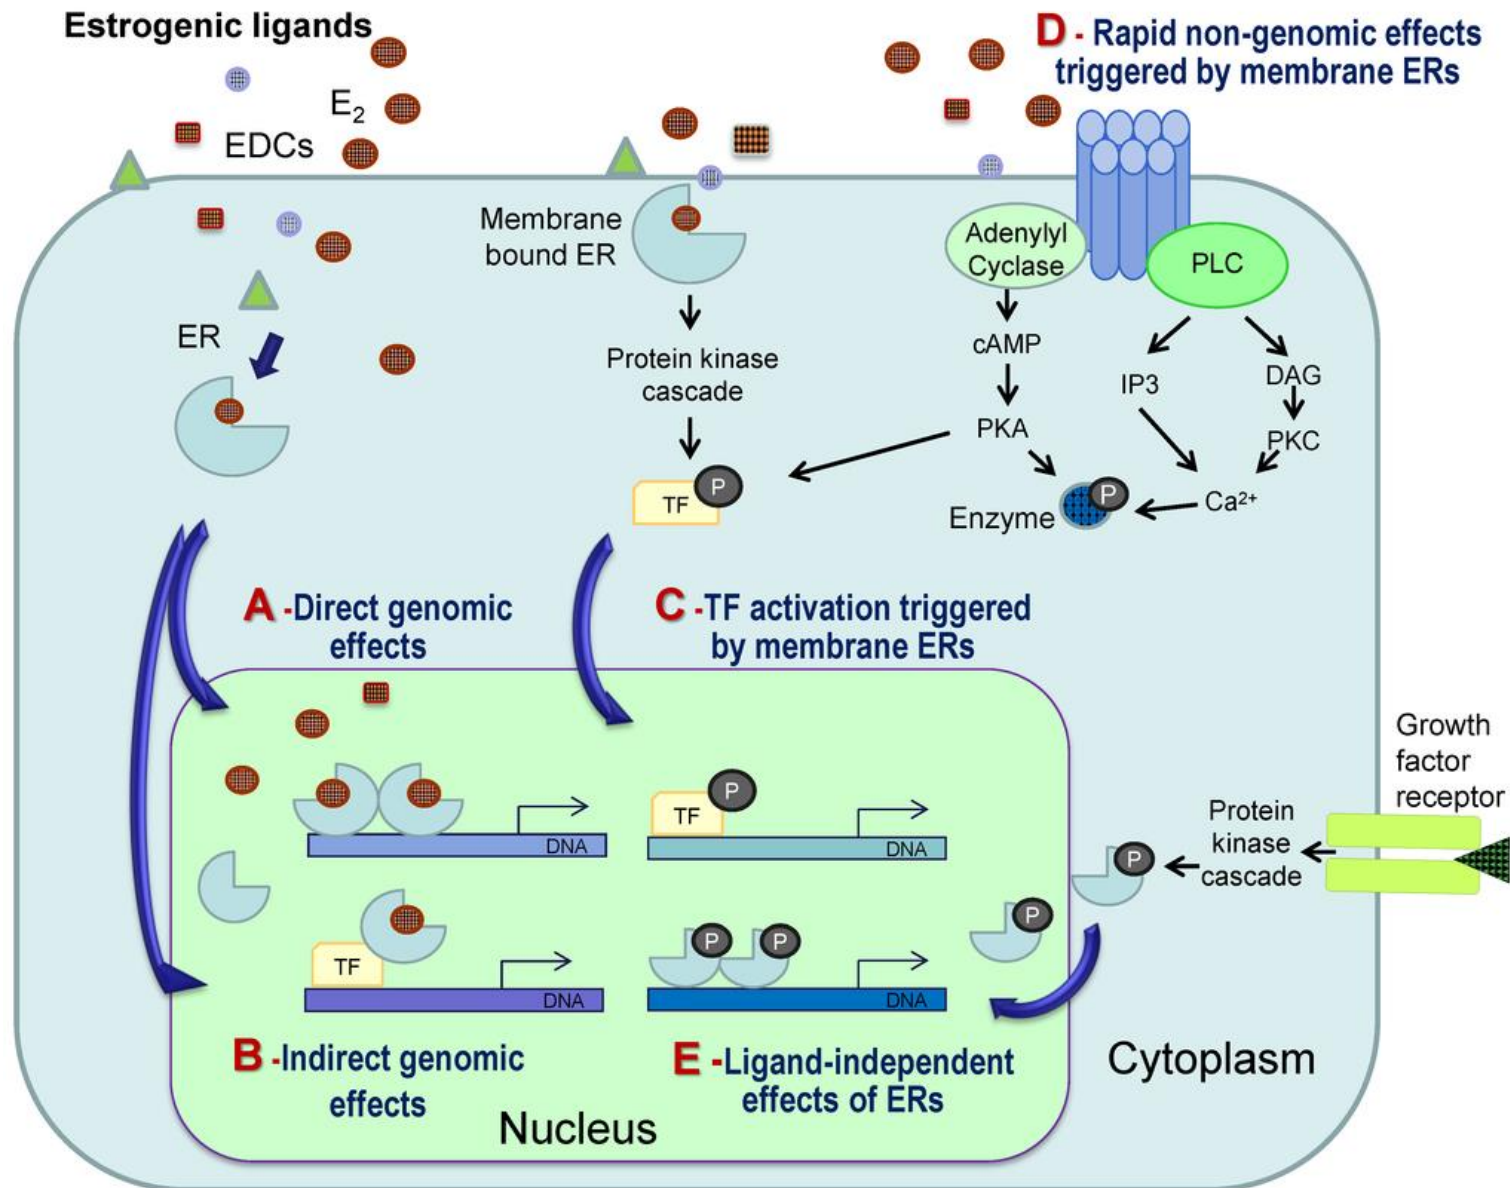 Estrogenic ligands
E₂
EDCs
D - Rapid non-genomic effects
triggered by membrane ERs
Membrane
bound ER
Adenylyl
Cyclase
PLC
ER
Protein kinase
cascade
cAMP
IP3
DAG
PKA
PKC
TF
P
Enzyme
P
Ca²⁺
A -Direct genomic
effects
C -TF activation triggered
by membrane ERs
Growth
factor
receptor
DNA
TF
P
DNA
Protein
kinase
cascade
P
TF
DNA
P
P
DNA
P
B -Indirect genomic
effects
E -Ligand-independent
effects of ERs
Cytoplasm
Nucleus